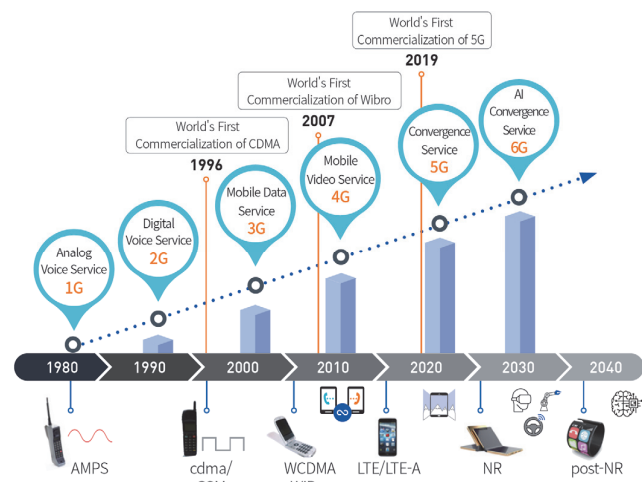 World's First
Commercialization of 5G
2019
World's First
Commercialization of Wibro
2007
World's First
Commercialization of CDMA
1996
Analog
Voice Service
1G
Digital
Voice Service
2G
Mobile Data
Service
3G
Mobile
Video Service
4G
Convergence
Service
5G
AI
Convergence
Service
6G
1980
1990
2000
2010
2020
2030
2040
AMPS
cdma/
WCDMA
LTE/LTE-A
NR
post-NR